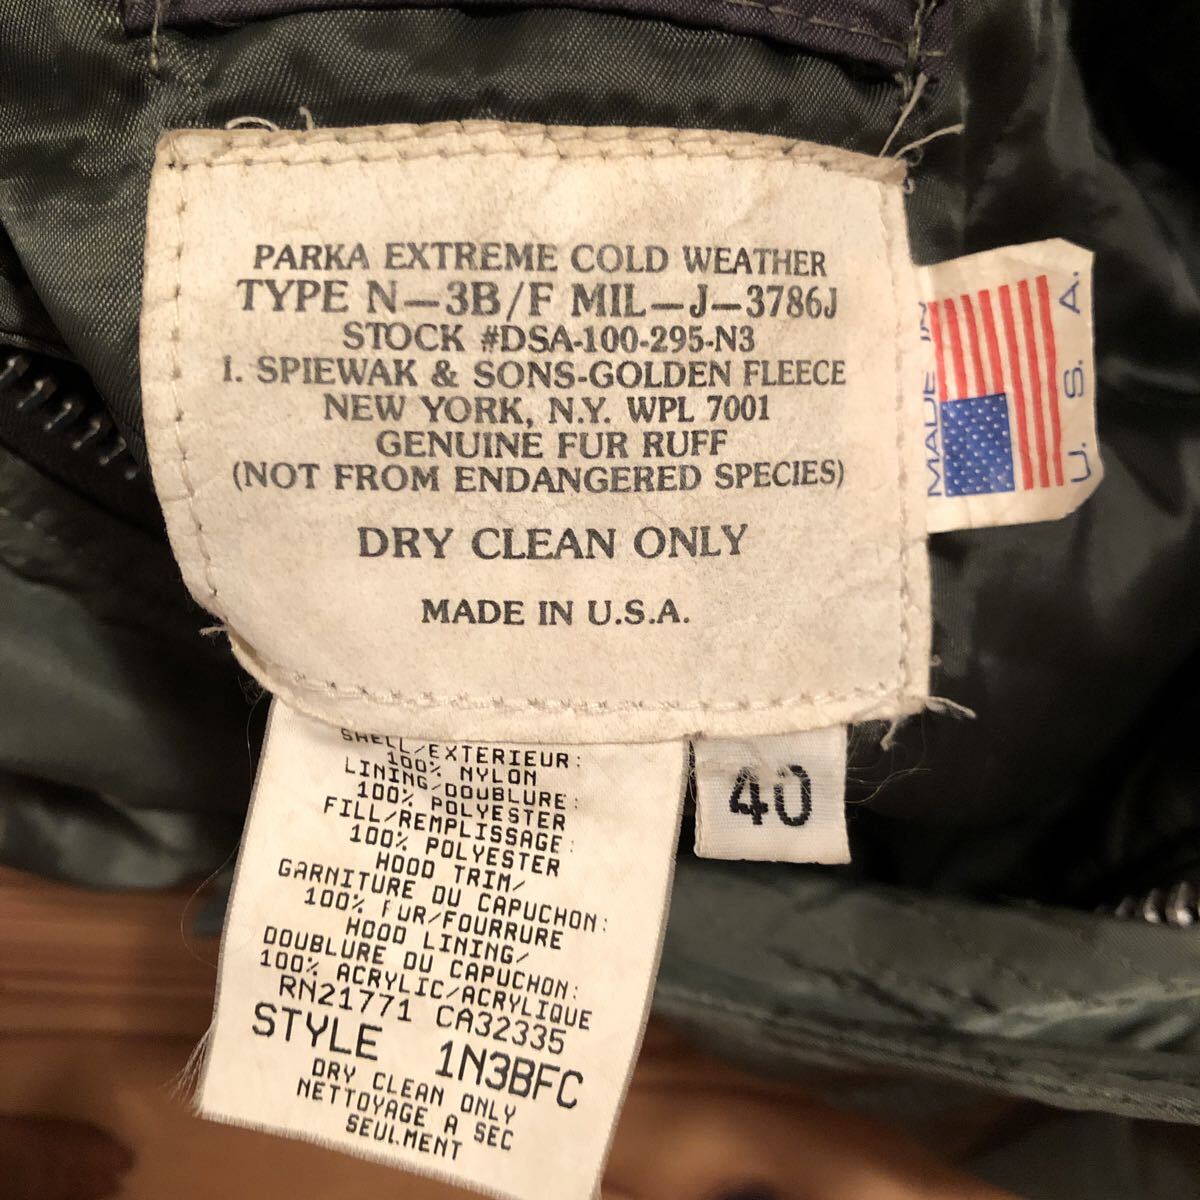 PARKA EXTREME COLD WEATHER
TYPE N-3B/F MIL-J-3786J
STOCK #DSA-100-295-N3
I. SPIEWAK & SONS-GOLDEN FLEECE
NEW YORK, N.Y. WPL 7001
GENUINE FUR RUFF
(NOT FROM ENDANGERED SPECIES)
DRY CLEAN ONLY
MADE IN U.S.A.
MADE IN
U. S. A.
40
SHELL/EXTERIEUR:
100% NYLON
LINING/DOUBLURE:
100% POLYESTER
FILL/REMPLISSAGE:
100% POLYESTER
HOOD TRIM/
GARNITURE DU CAPUCHON:
100% FUR/FOURRURE
HOOD LINING/
DOUBLURE DU CAPUCHON:
100% ACRYLIC/ACRYLIQUE
RN21771 CA32335
STYLE 1N3BFC
DRY CLEAN ONLY
NETTOYAGE A SEC
SEULMENT